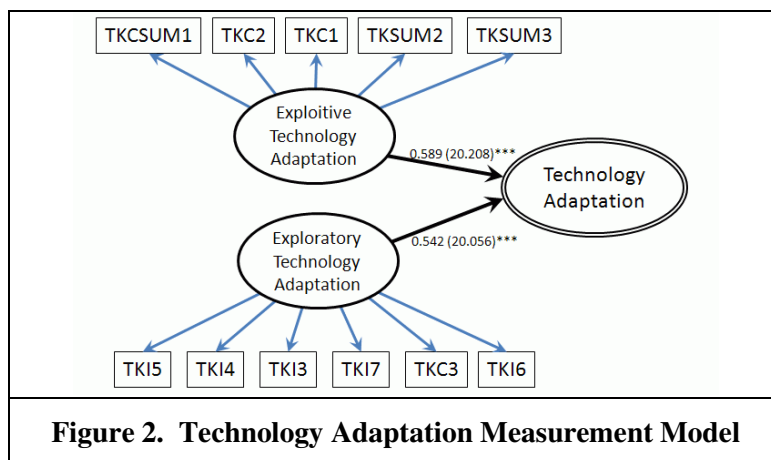 TKCSUM1 TKC2 TKC1 TKSUM2 TKSUM3
Exploitive
Technology
Adaptation
0.589 (20.208)***
Technology
Adaptation
0.542 (20.056)***
Exploratory
Technology
Adaptation
TKI5 TKI4 TKI3 TKI7 TKC3 TKI6
Figure 2. Technology Adaptation Measurement Model